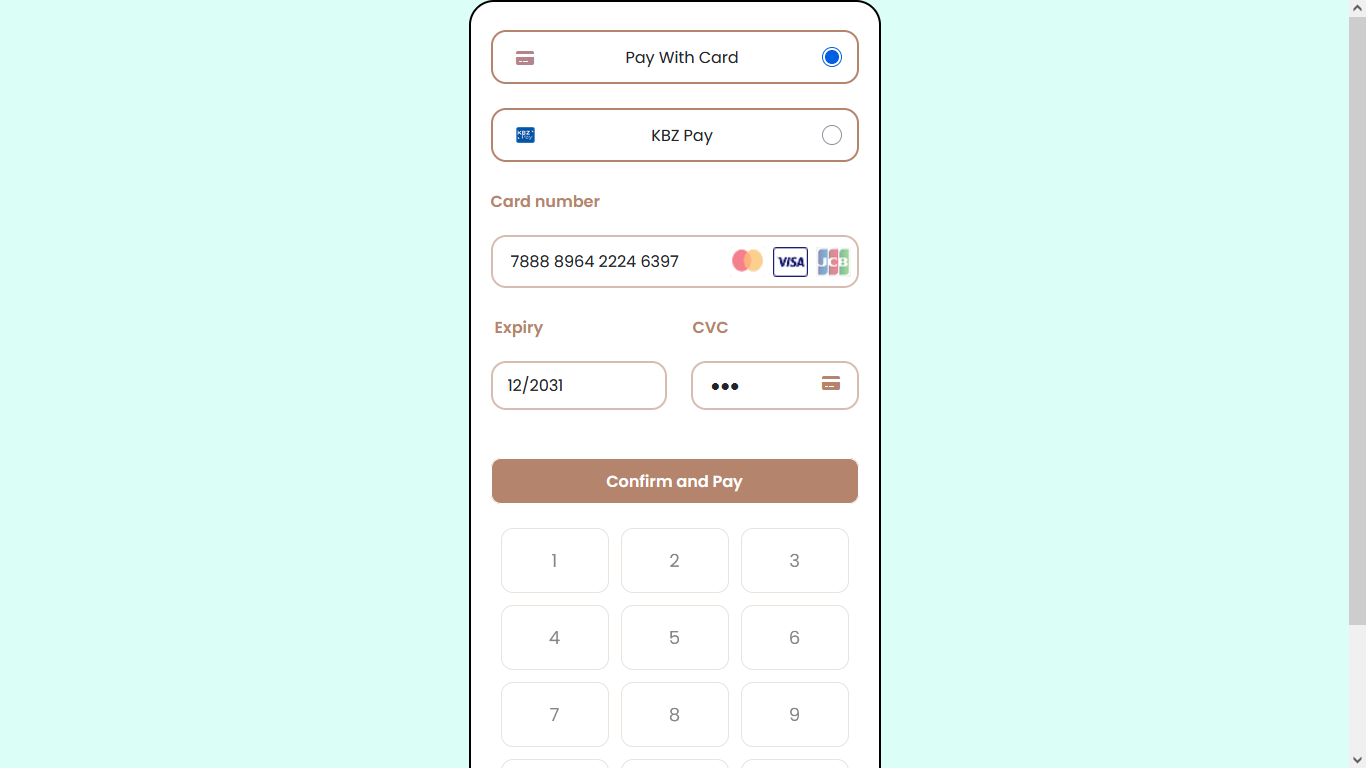 Pay With Card
KBZ Pay
KBZ Pay
Card number
7888 8964 2224 6397
VISA
JCB
Expiry
CVC
12/2031
●●●
Confirm and Pay
1
2
3
4
5
6
7
8
9